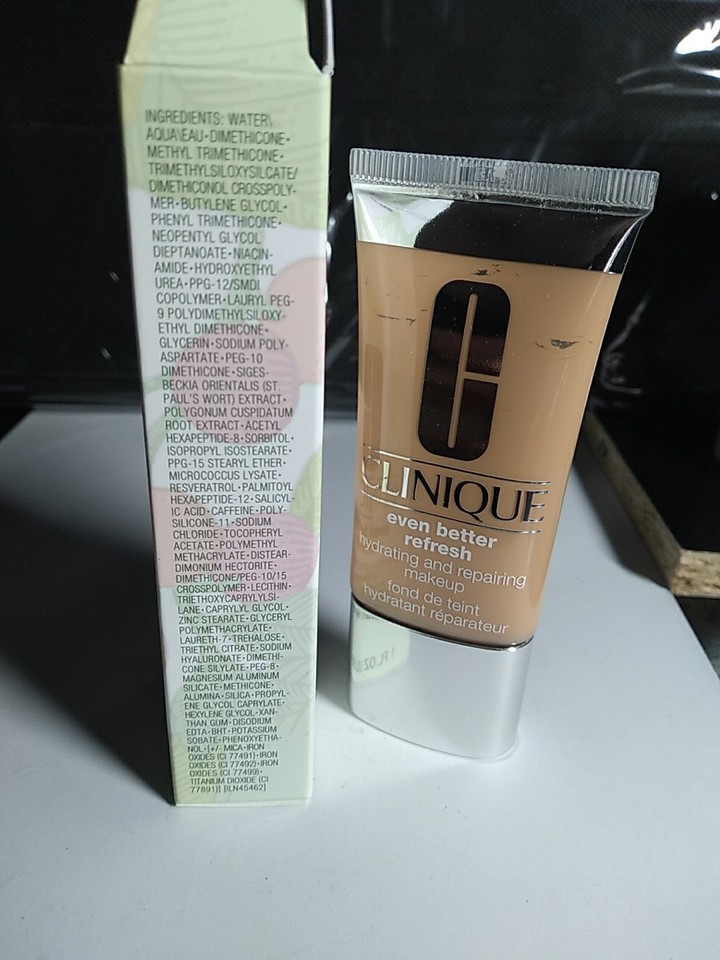 INGREDIENTS: WATER\
AQUA\EAU•DIMETHICONE•
METHYL TRIMETHICONE•
TRIMETHYLSILOXYSILCATE/
DIMETHICONOL CROSSPOLY-
MER•BUTYLENE GLYCOL•
PHENYL TRIMETHICONE•
NEOPENTYL GLYCOL
DIEPTANOATE•NIACIN-
AMIDE•HYDROXYETHYL
UREA•PPG-12/SMDI
COPOLYMER•LAURYL PEG-
9 POLYDIMETHYLSILOXY-
ETHYL DIMETHICONE•
GLYCERIN•SODIUM POLY-
ASPARTATE•PEG-10
DIMETHICONE•SIGES-
BECKIA ORIENTALIS (ST.
PAUL'S WORT) EXTRACT•
POLYGONUM CUSPIDATUM
ROOT EXTRACT•ACETYL
HEXAPEPTIDE-8•SORBITOL•
ISOPROPYL ISOSTEARATE•
PPG-15 STEARYL ETHER•
MICROCOCCUS LYSATE•
RESVERATROL•PALMITOYL
HEXAPEPTIDE-12•SALICYL-
IC ACID•CAFFEINE•POLY-
SILICONE-11•SODIUM
CHLORIDE•TOCOPHERYL
ACETATE•POLYMETHYL
METHACRYLATE•DISTEAR-
DIMONIUM HECTORITE•
DIMETHICONE/PEG-10/15
CROSSPOLYMER•LECITHIN•
TRIETHOXYCAPRYLYLSI-
LANE•CAPRYLYL GLYCOL•
ZINC STEARATE•GLYCERYL
POLYMETHACRYLATE•
LAURETH-7•TREHALOSE•
TRIETHYL CITRATE•SODIUM
HYALURONATE•DIMETHI-
CONE SILYLATE•PEG-8•
MAGNESIUM ALUMINUM
SILICATE•METHICONE•
ALUMINA•SILICA•PROPYL-
ENE GLYCOL CAPRYLATE•
HEXYLENE GLYCOL•XAN-
THAN GUM•DISODIUM
EDTA•BHT•POTASSIUM
SORBATE•PHENOXYETHA-
NOL•[+/- MICA•IRON
OXIDES (CI 77491)•IRON
OXIDES (CI 77492)•IRON
OXIDES (CI 77499)•
TITANIUM DIOXIDE (CI
77891)] [ILN45462]
CLINIQUE
even better
refresh
hydrating and repairing
makeup
fond de teint
hydratant réparateur